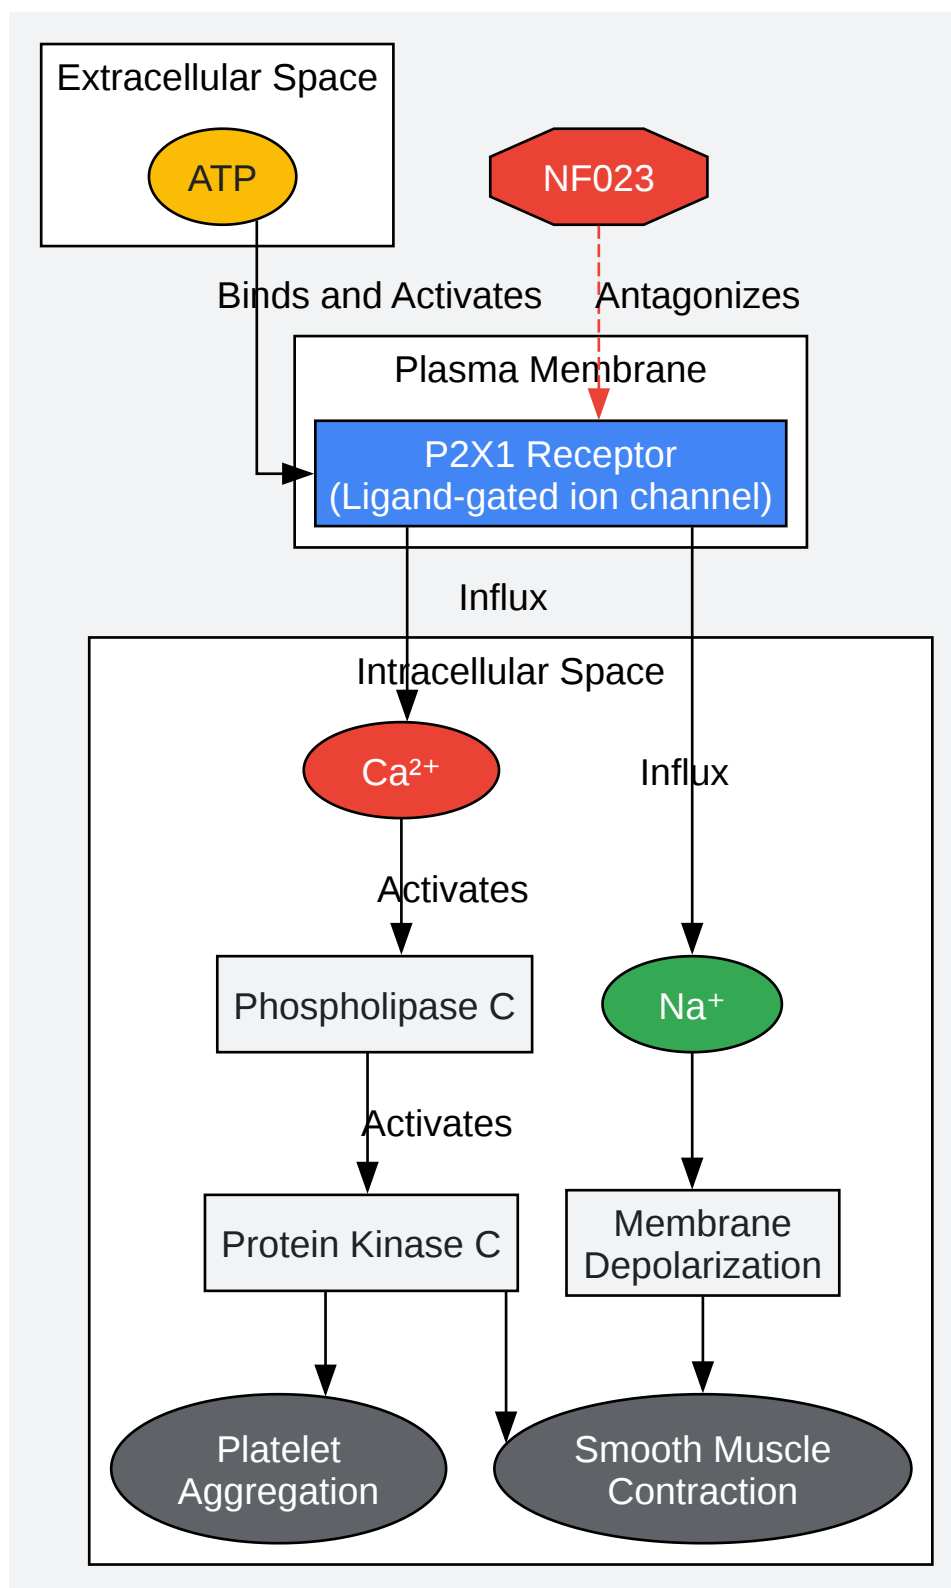 Extracellular Space
ATP
NF023
Binds and Activates
Antagonizes
Plasma Membrane
P2X1 Receptor
(Ligand-gated ion channel)
Influx
Intracellular Space
Ca²⁺
Influx
Activates
Phospholipase C
Na⁺
Activates
Protein Kinase C
Membrane
Depolarization
Platelet
Aggregation
Smooth Muscle
Contraction